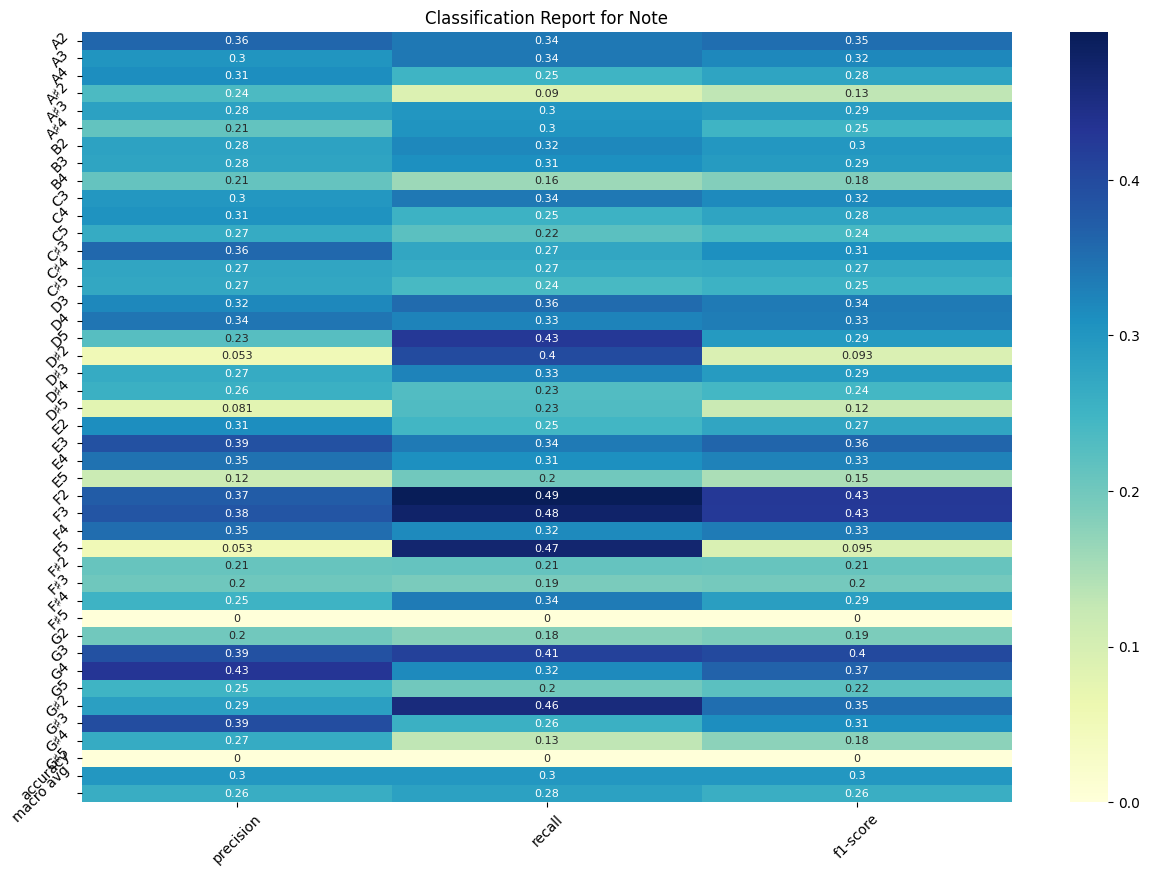 Classification Report for Note
A2 0.36 0.34 0.35
A3 0.3 0.34 0.32
A4 0.31 0.25 0.28
A♯2 0.24 0.09 0.13
A♯3 0.28 0.3 0.29
A♯4 0.21 0.3 0.25
B2 0.28 0.32 0.3
B3 0.28 0.31 0.29
B4 0.21 0.16 0.18
C3 0.3 0.34 0.32
C4 0.31 0.25 0.28
C5 0.27 0.22 0.24
C♯3 0.36 0.27 0.31
C♯4 0.27 0.27 0.27
C♯5 0.27 0.24 0.25
D3 0.32 0.36 0.34
D4 0.34 0.33 0.33
D5 0.23 0.43 0.29
D♯2 0.053 0.4 0.093
D♯3 0.27 0.33 0.29
D♯4 0.26 0.23 0.24
D♯5 0.081 0.23 0.12
E2 0.31 0.25 0.27
E3 0.39 0.34 0.36
E4 0.35 0.31 0.33
E5 0.12 0.2 0.15
F2 0.37 0.49 0.43
F3 0.38 0.48 0.43
F4 0.35 0.32 0.33
F5 0.053 0.47 0.095
F♯2 0.21 0.21 0.21
F♯3 0.2 0.19 0.2
F♯4 0.25 0.34 0.29
F♯5 0 0 0
G2 0.2 0.18 0.19
G3 0.39 0.41 0.4
G4 0.43 0.32 0.37
G5 0.25 0.2 0.22
G♯2 0.29 0.46 0.35
G♯3 0.39 0.26 0.31
G♯4 0.27 0.13 0.18
G♯5 0 0 0
accuracy 0.3 0.3 0.3
macro avg 0.26 0.28 0.26
precision recall f1-score
0.4
0.3
0.2
0.1
0.0